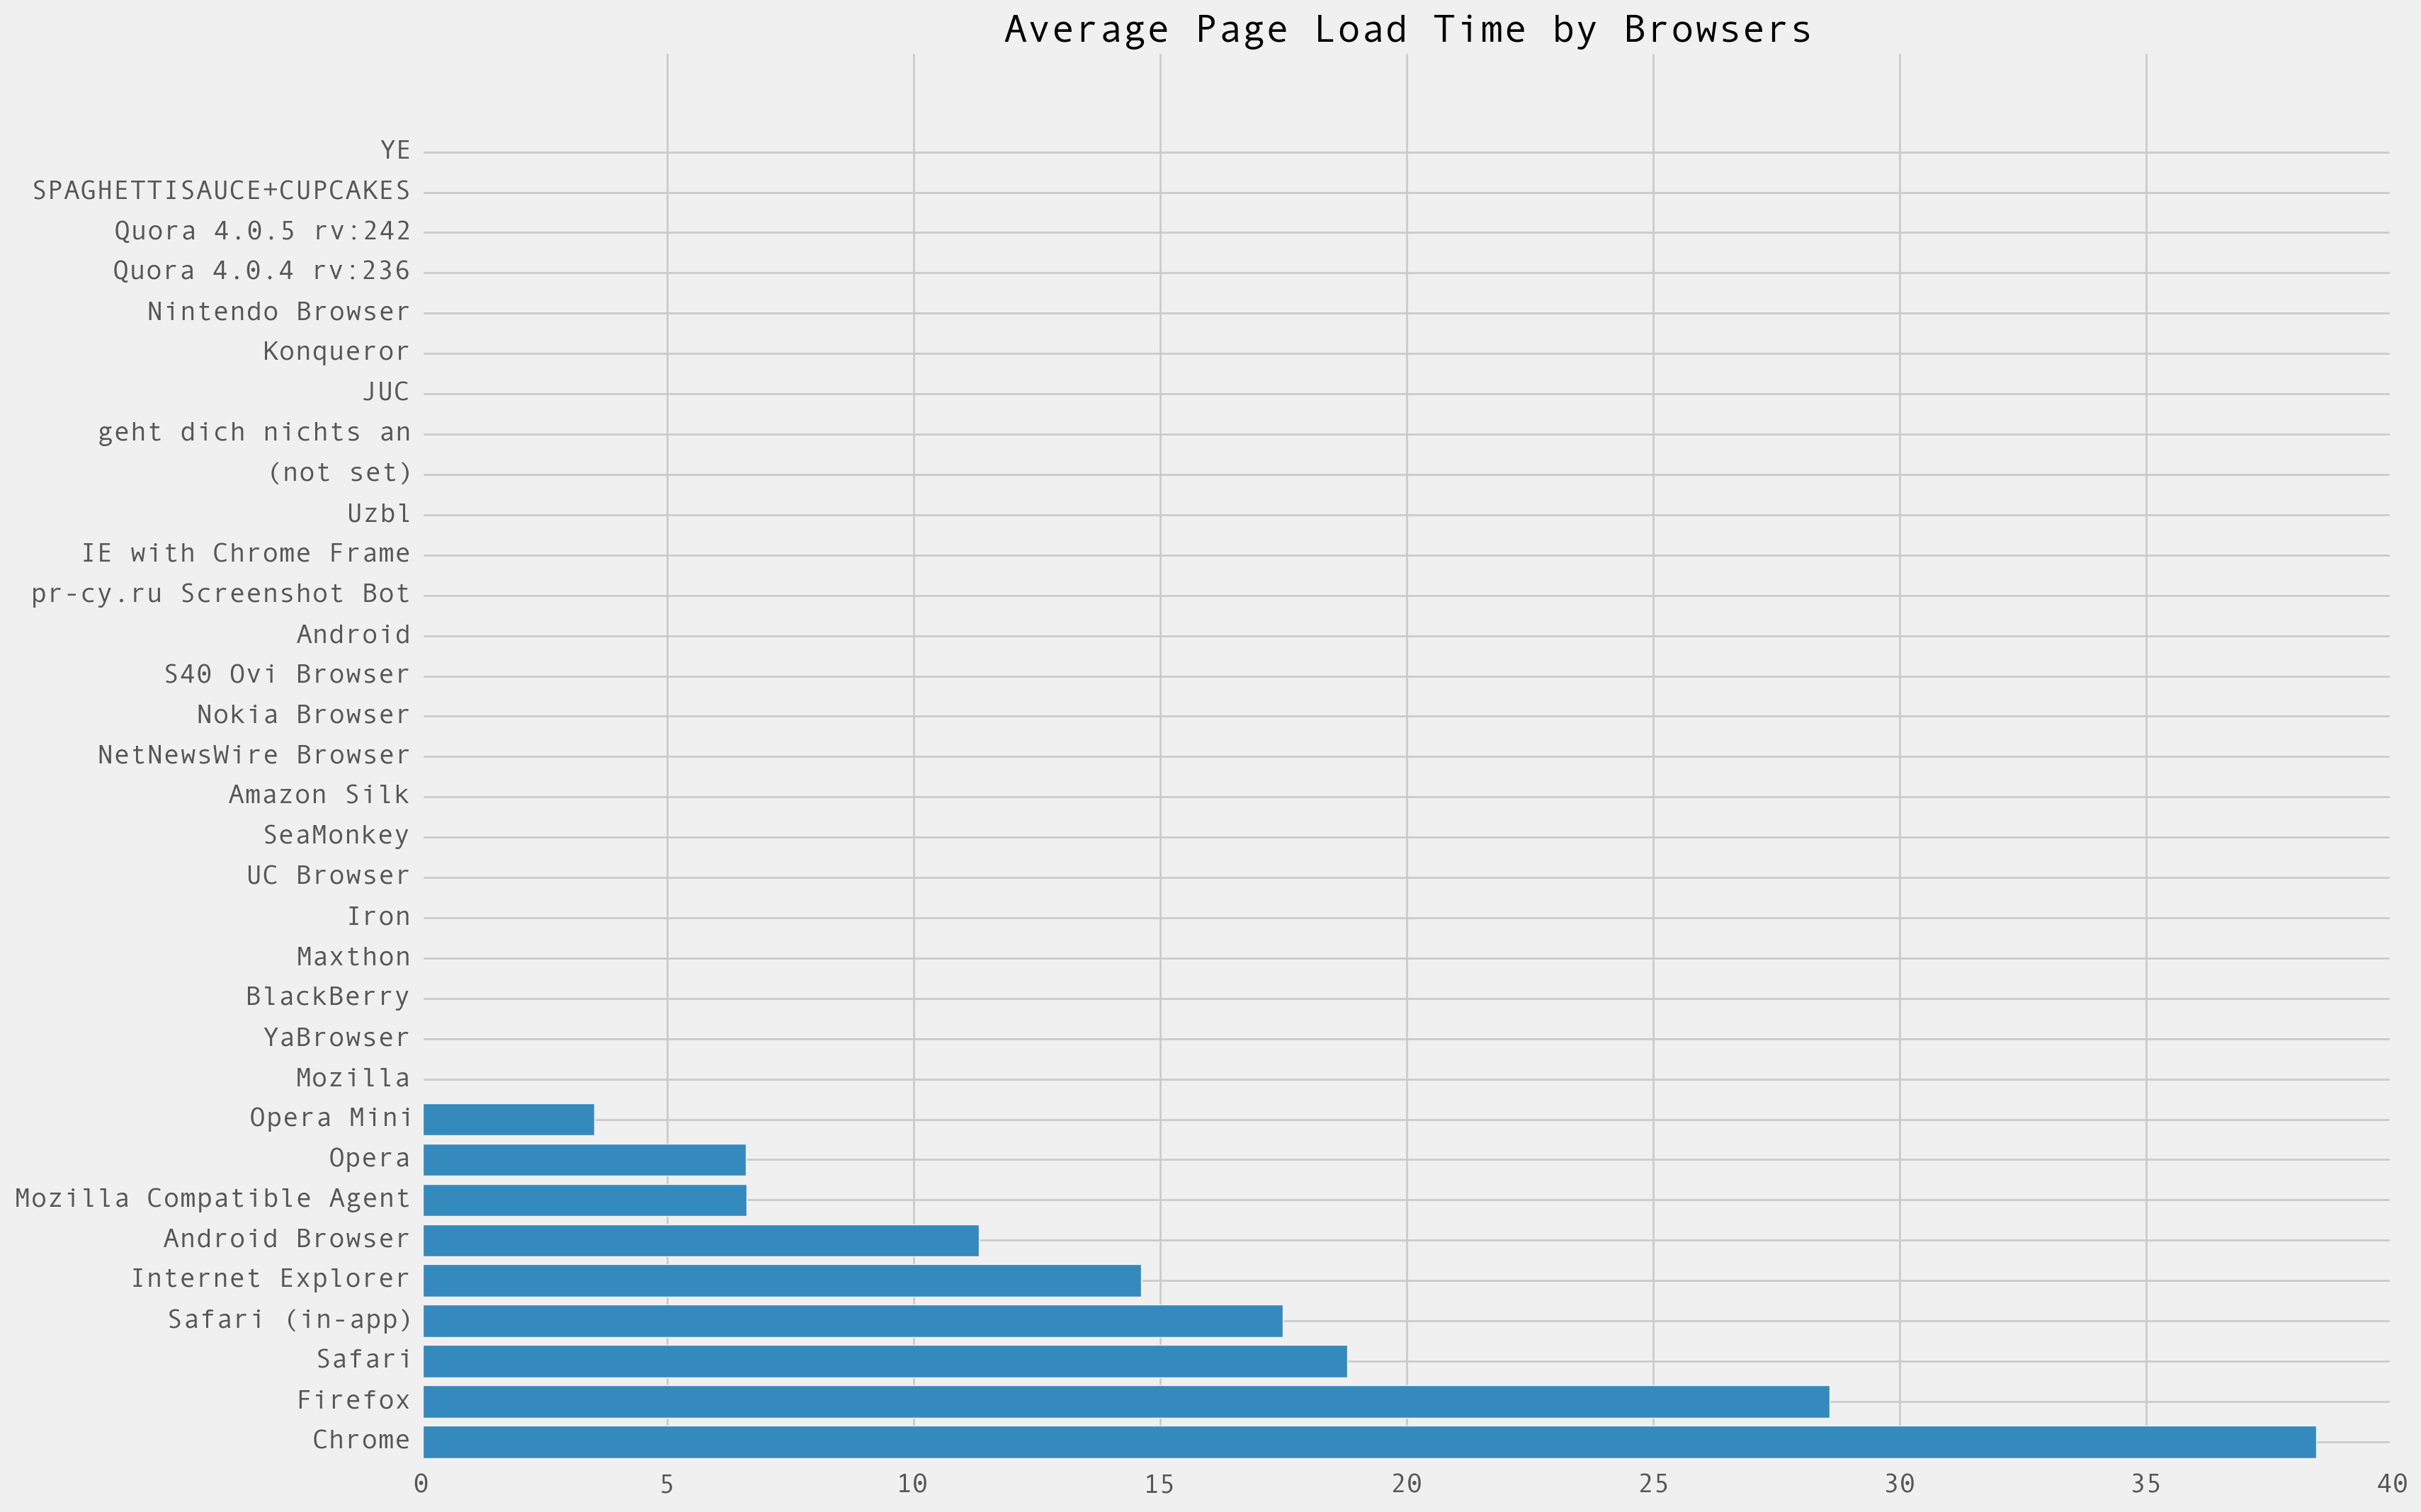 Average Page Load Time by Browsers
YE
SPAGHETTISAUCE+CUPCAKES
Quora 4.0.5 rv:242
Quora 4.0.4 rv:236
Nintendo Browser
Konqueror
JUC
geht dich nichts an
(not set)
Uzbl
IE with Chrome Frame
pr-cy.ru Screenshot Bot
Android
S40 Ovi Browser
Nokia Browser
NetNewsWire Browser
Amazon Silk
SeaMonkey
UC Browser
Iron
Maxthon
BlackBerry
YaBrowser
Mozilla
Opera Mini
Opera
Mozilla Compatible Agent
Android Browser
Internet Explorer
Safari (in-app)
Safari
Firefox
Chrome
0 5 10 15 20 25 30 35 40